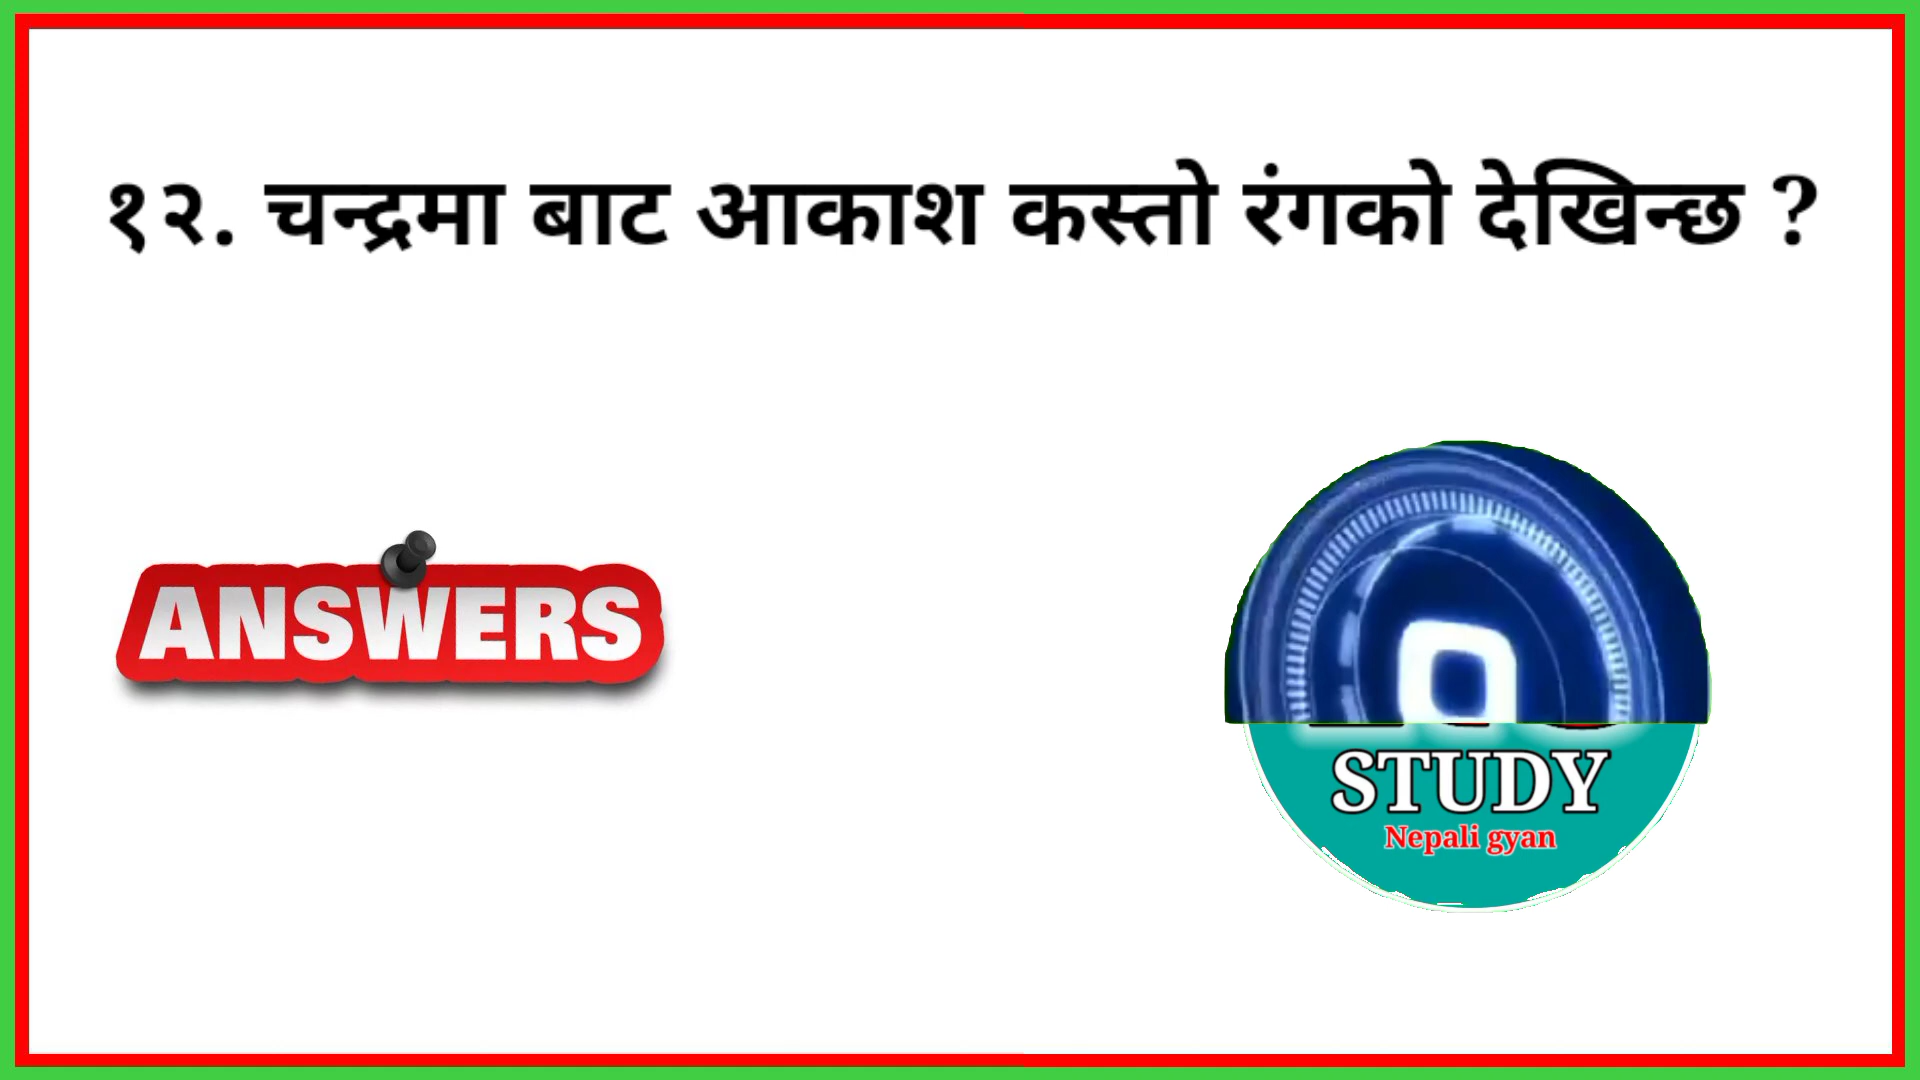 १२. चन्द्रमा बाट आकाश कस्तो रंगको देखिन्छ ?
ANSWERS
STUDY
Nepali gyan